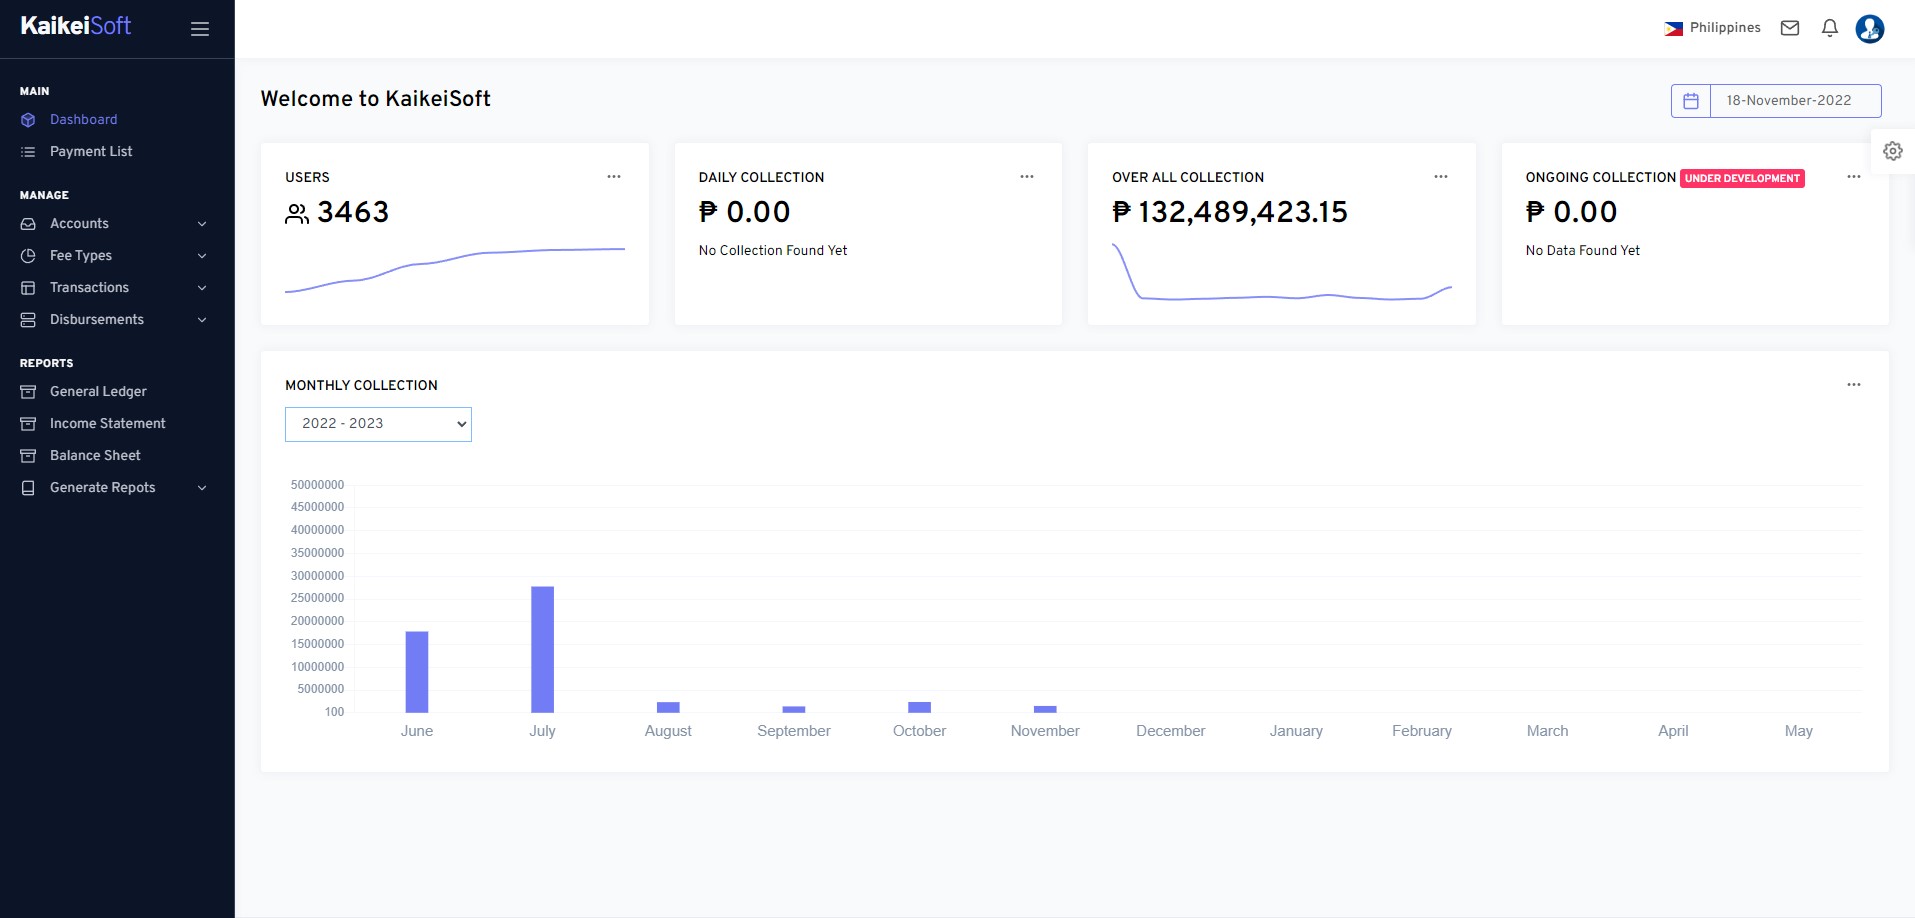 KaikeiSoft
Philippines
MAIN
Dashboard
Payment List
MANAGE
Accounts
Fee Types
Transactions
Disbursements
REPORTS
General Ledger
Income Statement
Balance Sheet
Generate Repots
Welcome to KaikeiSoft
18-November-2022
USERS
3463
DAILY COLLECTION
₱ 0.00
No Collection Found Yet
OVER ALL COLLECTION
₱ 132,489,423.15
ONGOING COLLECTION UNDER DEVELOPMENT
₱ 0.00
No Data Found Yet
MONTHLY COLLECTION
2022 - 2023
50000000
45000000
40000000
35000000
30000000
25000000
20000000
15000000
10000000
5000000
100
June July August September October November December January February March April May